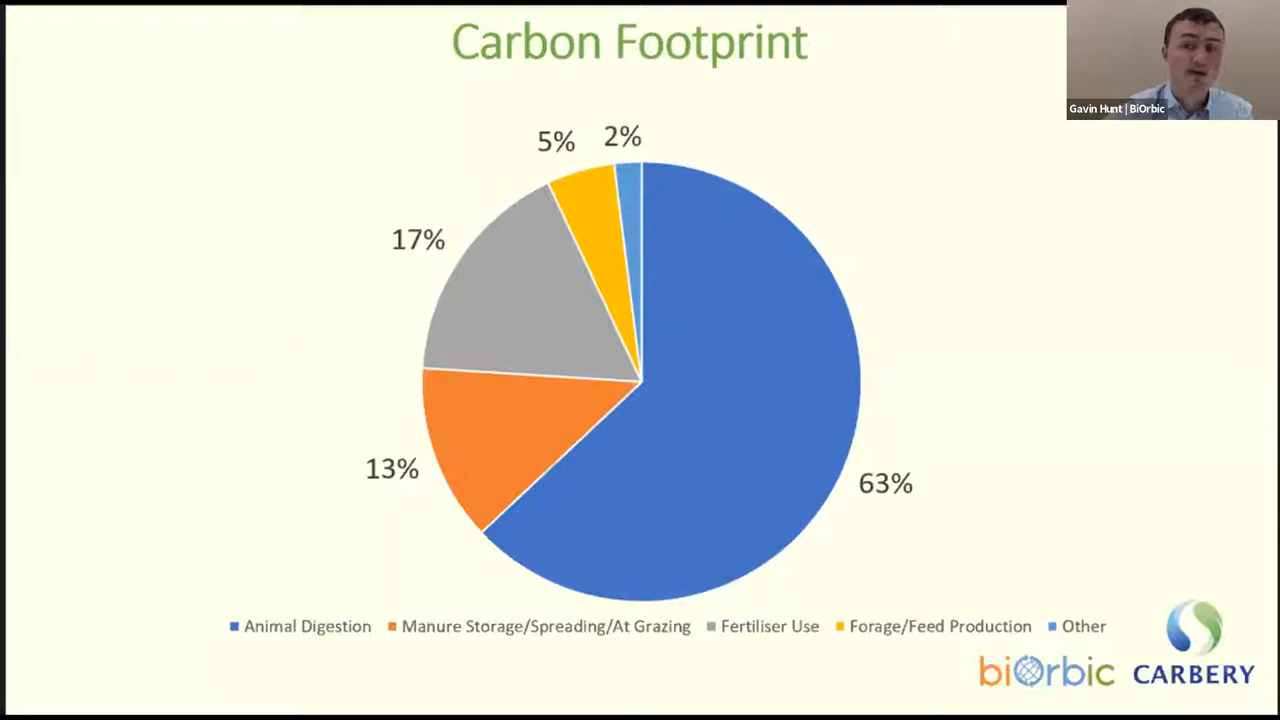 Carbon Footprint
Gavin Hunt | BiOrbic
5%
2%
17%
13%
63%
Animal Digestion
Manure Storage/Spreading/At Grazing
Fertiliser Use
Forage/Feed Production
Other
biOrbic
CARBERY